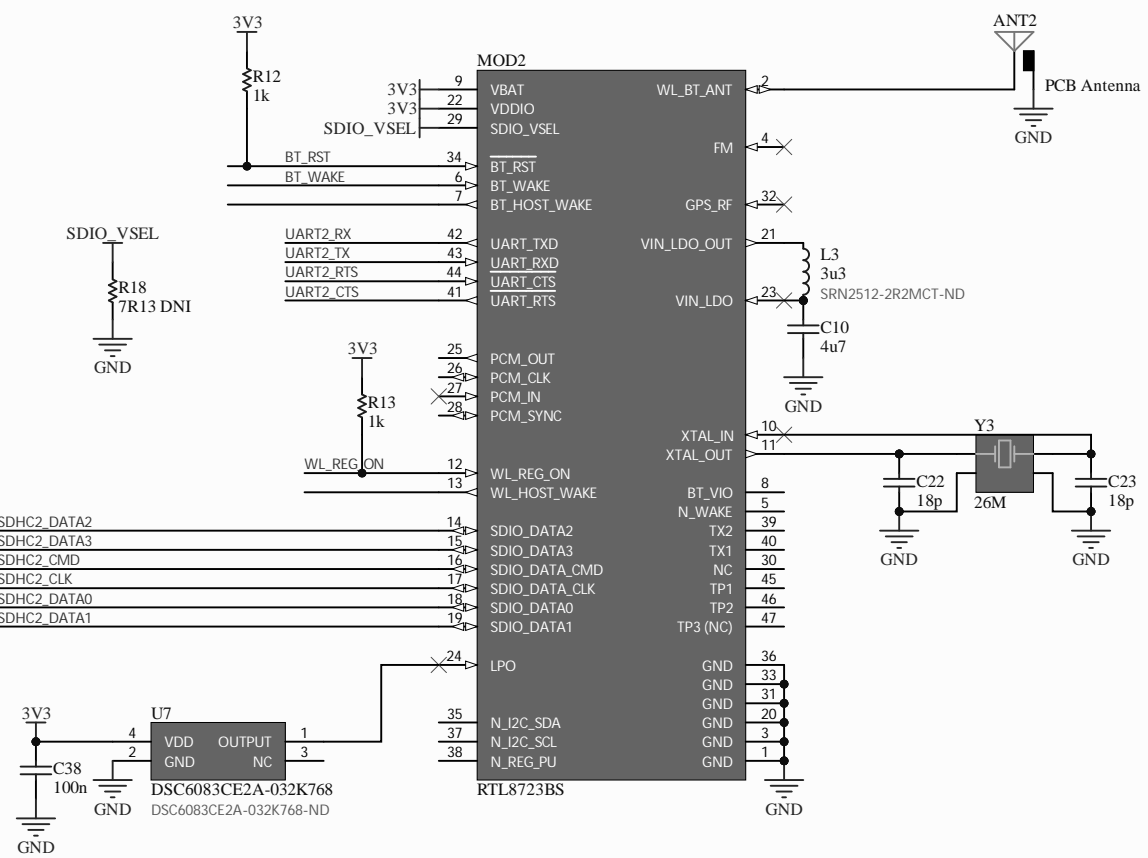 3V3
R12
1k
MOD2
ANT2
PCB Antenna
GND
3V3 9 VBAT
3V3 22 VDDIO
SDIO_VSEL 29 SDIO_VSEL
BT_RST 34 BT_RST
BT_WAKE 6 BT_WAKE
7 BT_HOST_WAKE
UART2_RX 42 UART_TXD
UART2_TX 43 UART_RXD
UART2_RTS 44 UART_CTS
UART2_CTS 41 UART_RTS
25 PCM_OUT
26 PCM_CLK
27 PCM_IN
28 PCM_SYNC
WL_REG_ON 12 WL_REG_ON
13 WL_HOST_WAKE
SDHC2_DATA2 14 SDIO_DATA2
SDHC2_DATA3 15 SDIO_DATA3
SDHC2_CMD 16 SDIO_DATA_CMD
SDHC2_CLK 17 SDIO_DATA_CLK
SDHC2_DATA0 18 SDIO_DATA0
SDHC2_DATA1 19 SDIO_DATA1
24 LPO
35 N_I2C_SDA
37 N_I2C_SCL
38 N_REG_PU
WL_BT_ANT 2
FM 4
GPS_RF 32
VIN_LDO_OUT 21
VIN_LDO 23
XTAL_IN 10
XTAL_OUT 11
BT_VIO 8
N_WAKE 5
TX2 39
TX1 40
NC 30
TP1 45
TP2 46
TP3 (NC) 47
GND 36
GND 33
GND 31
GND 20
GND 3
GND 1
GND
RTL8723BS
SDIO_VSEL
R18
7R13 DNI
GND
3V3
R13
1k
L3
3u3
SRN2512-2R2MCT-ND
C10
4u7
GND
Y3
26M
C22
18p
GND
C23
18p
GND
3V3
C38
100n
GND
U7
4 VDD OUTPUT 1
2 GND NC 3
GND
DSC6083CE2A-032K768
DSC6083CE2A-032K768-ND